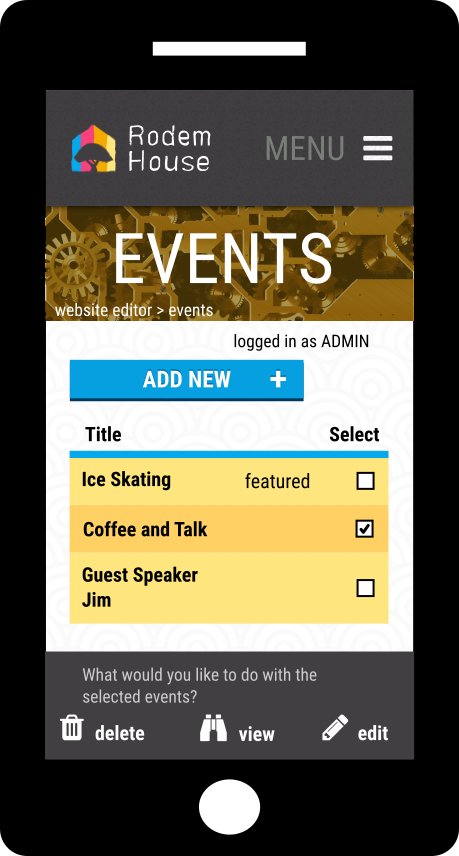 Rodem
House
MENU
EVENTS
website editor > events
logged in as ADMIN
ADD NEW +
Title Select
Ice Skating featured
Coffee and Talk
Guest Speaker
Jim
What would you like to do with the
selected events?
delete view edit